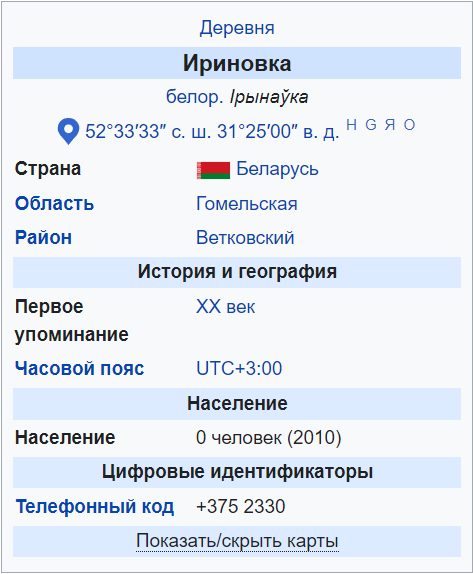 Деревня
Ириновка
белор. Ірынаўка
52°33′33″ с. ш. 31°25′00″ в. д. H G Я O
Страна Беларусь
Область Гомельская
Район Ветковский
История и география
Первое упоминание XX век
Часовой пояс UTC+3:00
Население
Население 0 человек (2010)
Цифровые идентификаторы
Телефонный код +375 2330
Показать/скрыть карты